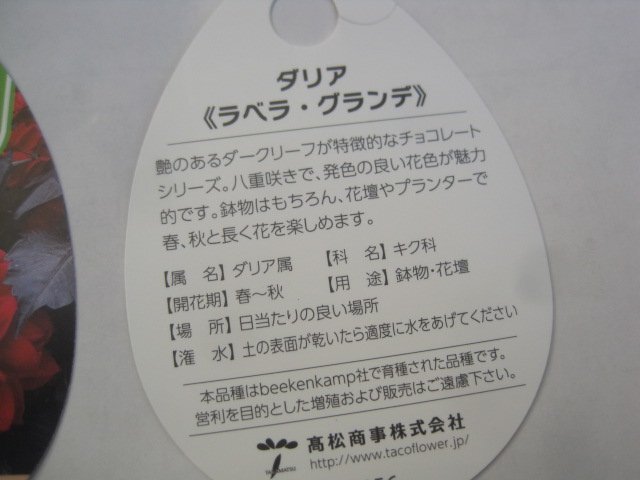 ダリア
《ラベラ・グランデ》
艶のあるダークリーフが特徴的なチョコレート
シリーズ。八重咲きで、発色の良い花色が魅力
的です。鉢物はもちろん、花壇やプランターで
春、秋と長く花を楽しめます。
【属 名】ダリア属 【科 名】キク科
【開花期】春〜秋 【用 途】鉢物・花壇
【場 所】日当たりの良い場所
【潅 水】土の表面が乾いたら適度に水をあげてください
本品種はbeekenkamp社で育種された品種です。
営利を目的とした増殖および販売はご遠慮下さい。
髙松商事株式会社
TAKAMATSU http://www.tacoflower.jp/